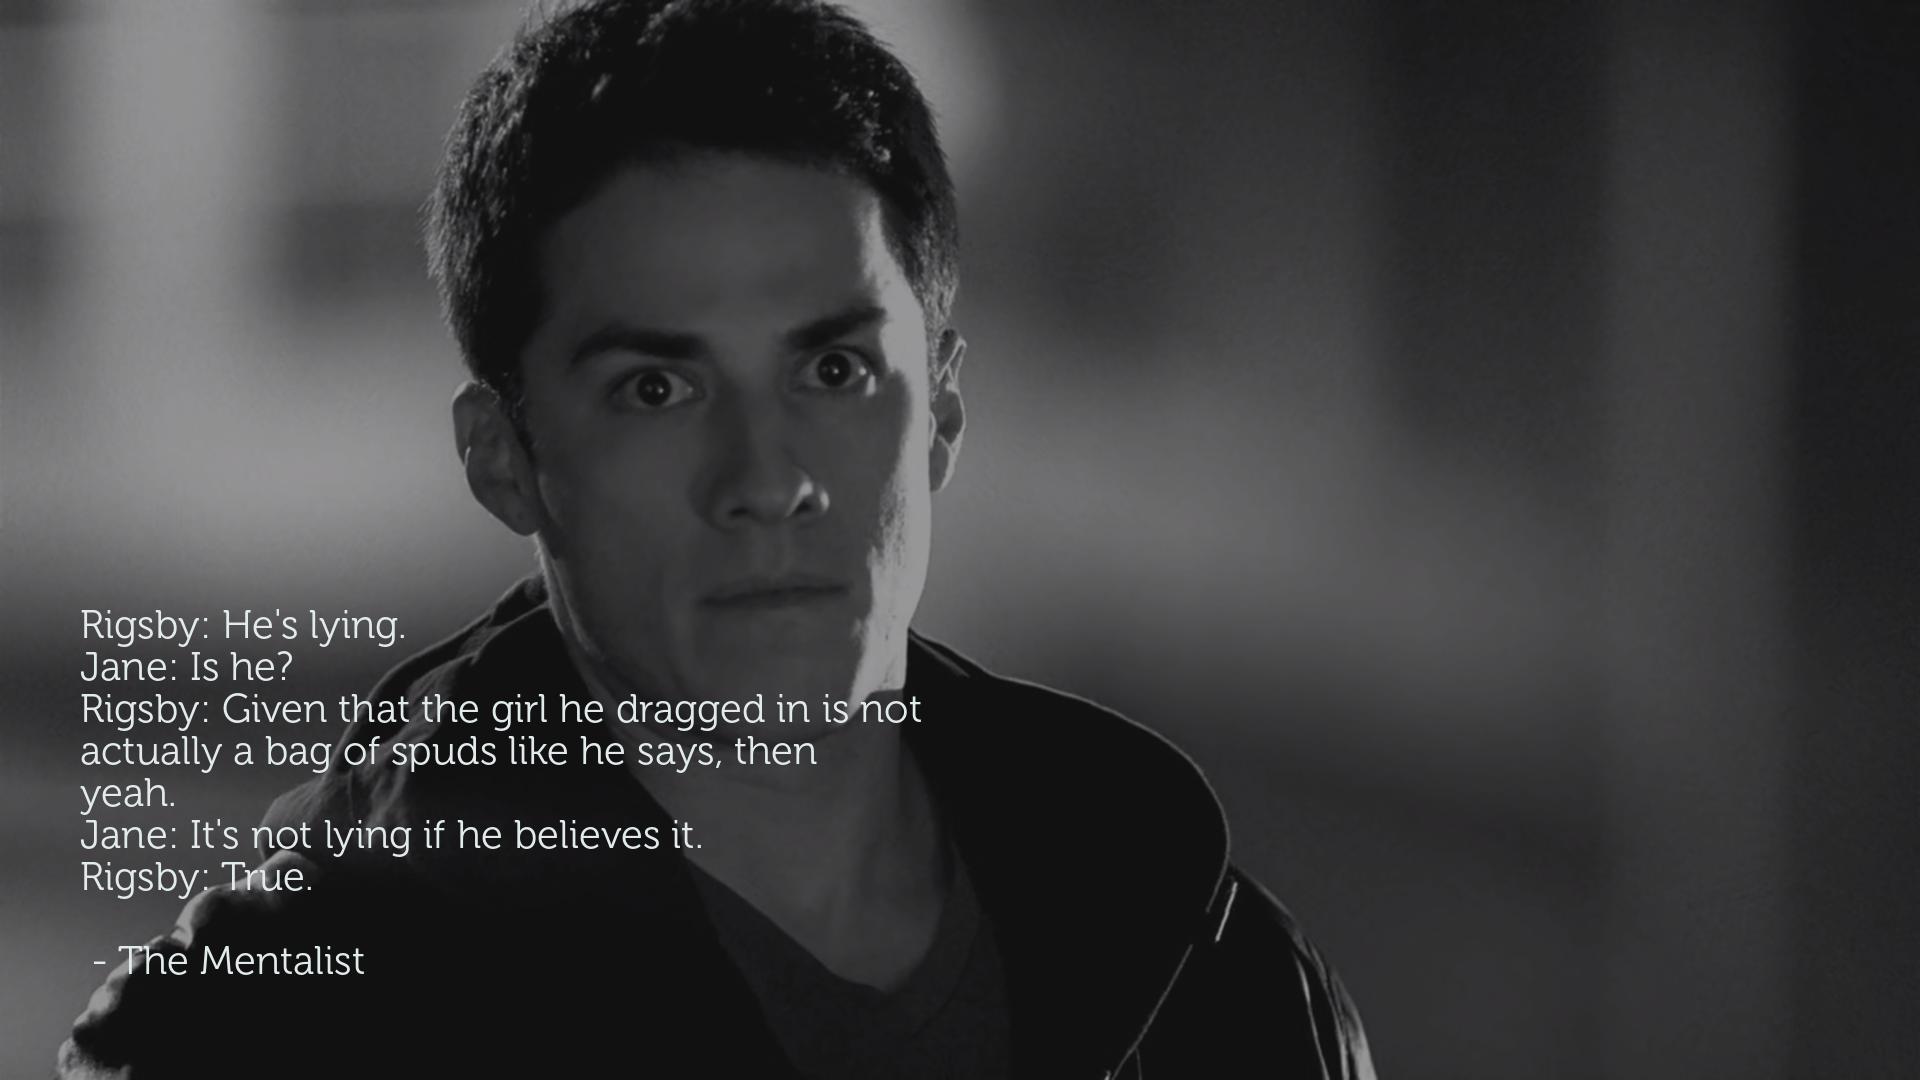 Rigsby: He's lying.
Jane: Is he?
Rigsby: Given that the girl he dragged in is not
actually a bag of spuds like he says, then
yeah.
Jane: It's not lying if he believes it.
Rigsby: True.
- The Mentalist